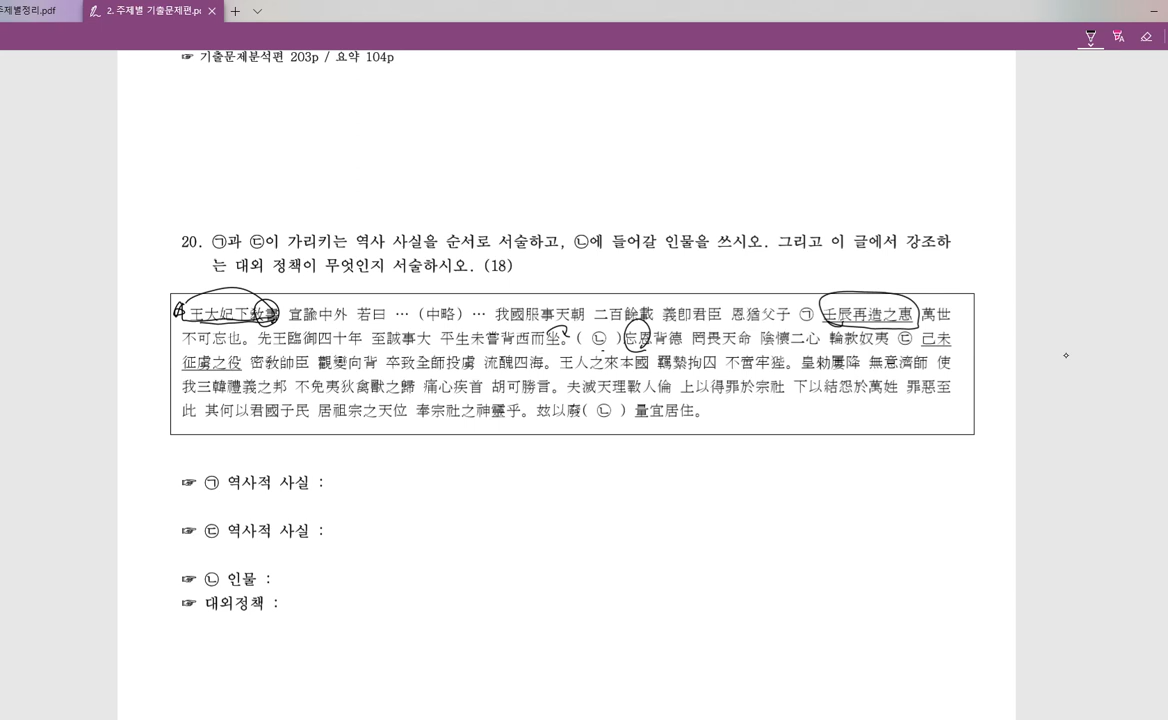 제별정리.pdf
2. 주제별 기출문제편.pc
☞ 기출문제분석편 203p / 요약 104p
20. ㉠과 ㉢이 가리키는 역사 사실을 순서로 서술하고, ㉡에 들어갈 인물을 쓰시오. 그리고 이 글에서 강조하
는 대외 정책이 무엇인지 서술하시오. (18)
王大妃下敎書 宣諭中外 若曰 … (中略) … 我國服事天朝 二百餘載 義卽君臣 恩猶父子 ㉠ 壬辰再造之惠 萬世
不可忘也。先王臨御四十年 至誠事大 平生未嘗背西而坐。( ㉡ )忘恩背德 罔畏天命 陰懷二心 輸款奴夷 ㉢ 己未
征虜之役 密敎帥臣 觀變向背 卒致全師投虜 流醜四海。王人之來本國 羈縶拘囚 不啻牢狴。皇勅屢降 無意濟師 使
我三韓禮義之邦 不免夷狄禽獸之歸 痛心疾首 胡可勝言。夫滅天理斁人倫 上以得罪於宗社 下以結怨於萬姓 罪惡至
此 其何以君國子民 居祖宗之天位 奉宗社之神靈乎。玆以廢( ㉡ ) 量宜居住。
☞ ㉠ 역사적 사실 :
☞ ㉢ 역사적 사실 :
☞ ㉡ 인물 :
☞ 대외정책 :